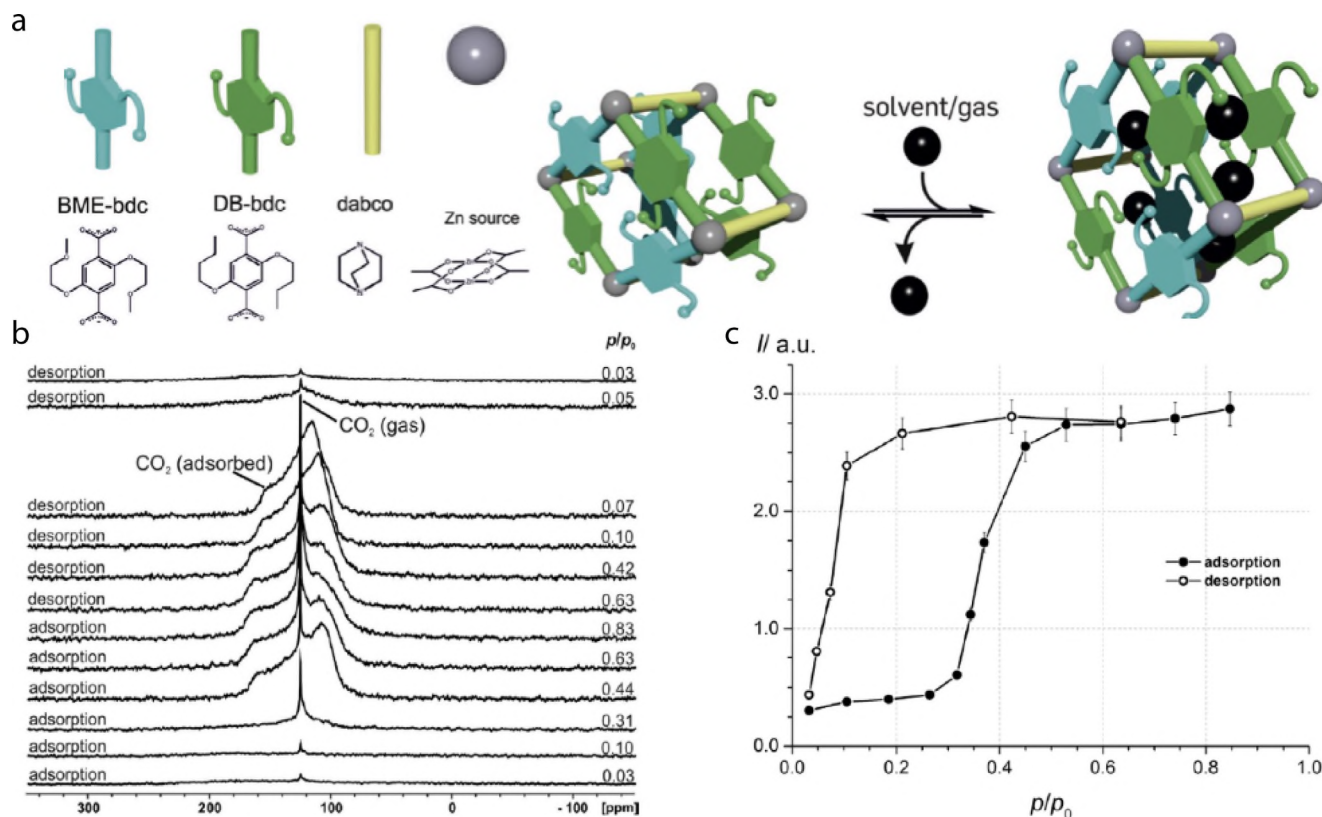 a
BME-bdc
DB-bdc
dabco
Zn source
solvent/gas
b
p/p₀
desorption 0.03
desorption 0.05
CO₂ (gas)
CO₂ (adsorbed)
desorption 0.07
desorption 0.10
desorption 0.42
desorption 0.63
adsorption 0.83
adsorption 0.63
adsorption 0.44
adsorption 0.31
adsorption 0.10
adsorption 0.03
300 200 100 0 - 100 [ppm]
c
I/ a.u.
3.0
2.0
1.0
0.0
adsorption
desorption
0.0 0.2 0.4 0.6 0.8 1.0
p/p₀